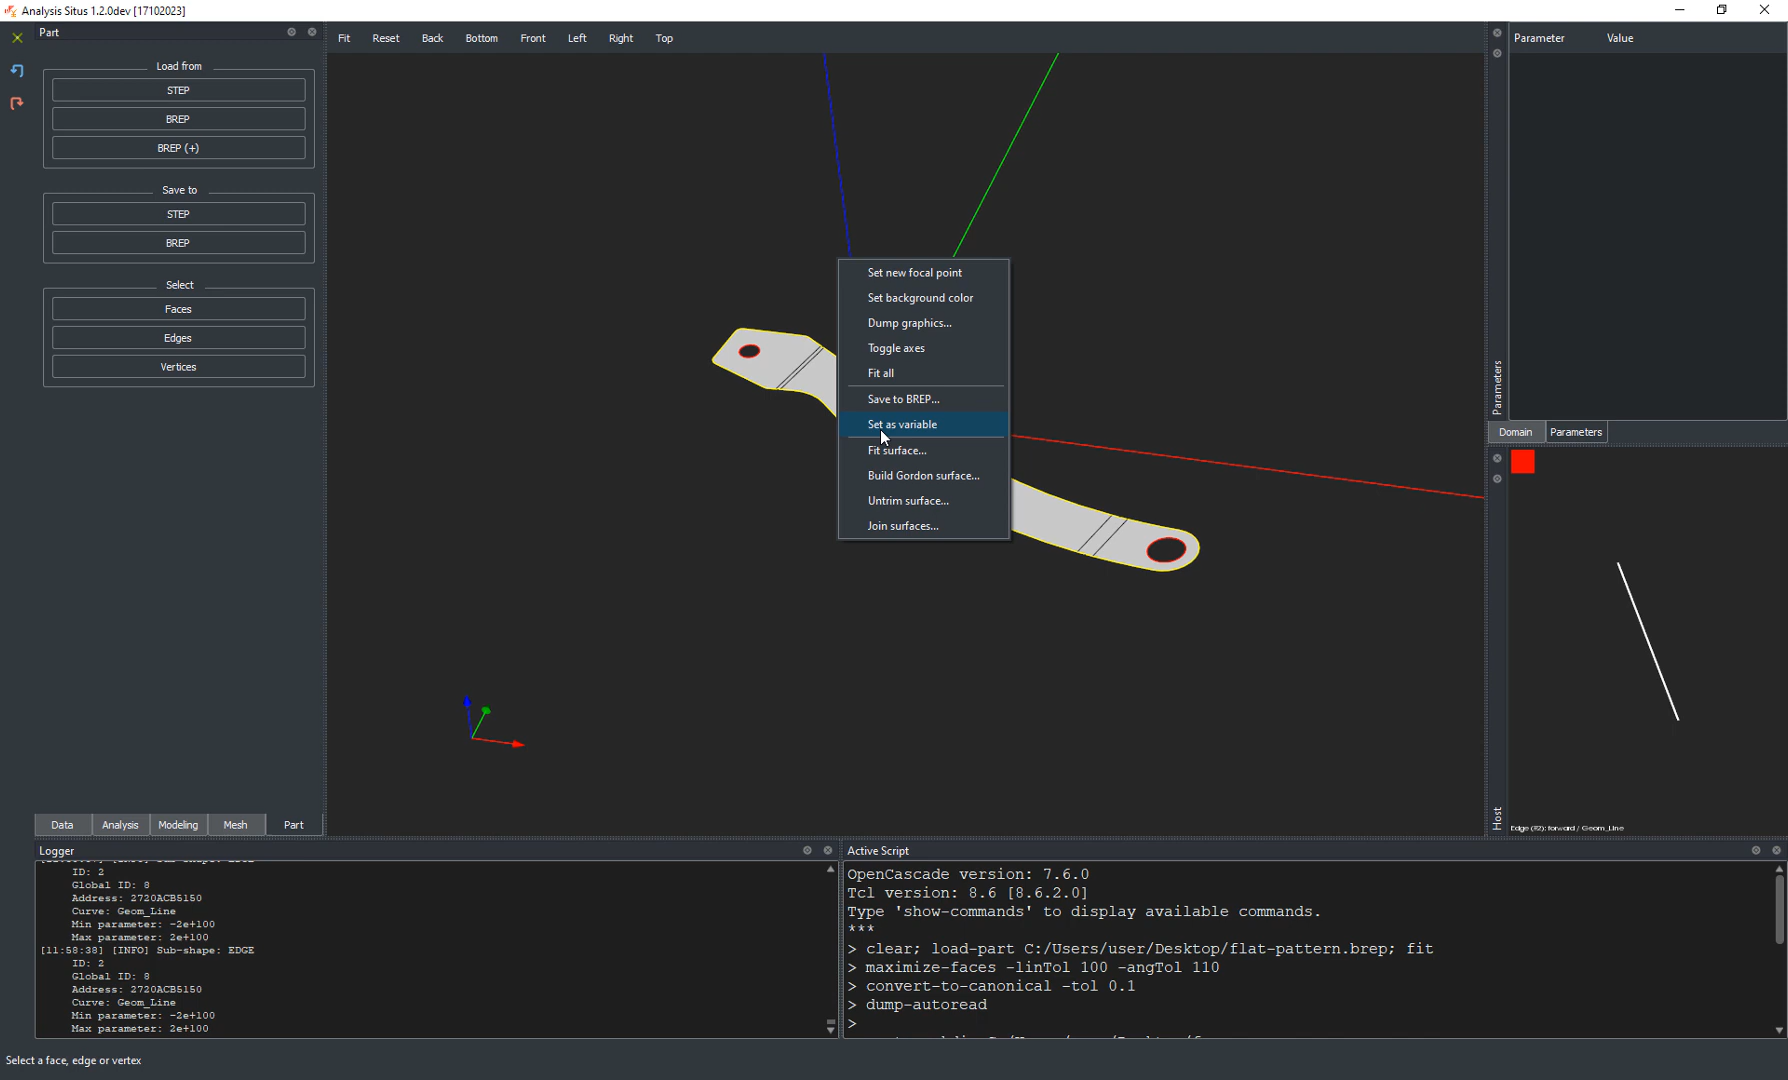 Analysis Situs 1.2.0dev [17102023]
Part
Load from
STEP
BREP
BREP (+)
Save to
STEP
BREP
Select
Faces
Edges
Vertices
Data Analysis Modeling Mesh Part
Fit Reset Back Bottom Front Left Right Top
Set new focal point
Set background color
Dump graphics...
Toggle axes
Fit all
Save to BREP...
Set as variable
Fit surface...
Build Gordon surface...
Untrim surface...
Join surfaces...
Parameter Value
Parameters
Domain Parameters
Host
Edge (F2): forward / Geom_Line
Logger
ID: 2
Global ID: 8
Address: 2720ACB5150
Curve: Geom_Line
Min parameter: -2e+100
Max parameter: 2e+100
[11:58:38] [INFO] Sub-shape: EDGE
ID: 2
Global ID: 8
Address: 2720ACB5150
Curve: Geom_Line
Min parameter: -2e+100
Max parameter: 2e+100
Active Script
OpenCascade version: 7.6.0
Tcl version: 8.6 [8.6.2.0]
Type 'show-commands' to display available commands.
***
> clear; load-part C:/Users/user/Desktop/flat-pattern.brep; fit
> maximize-faces -linTol 100 -angTol 110
> convert-to-canonical -tol 0.1
> dump-autoread
>
Select a face, edge or vertex